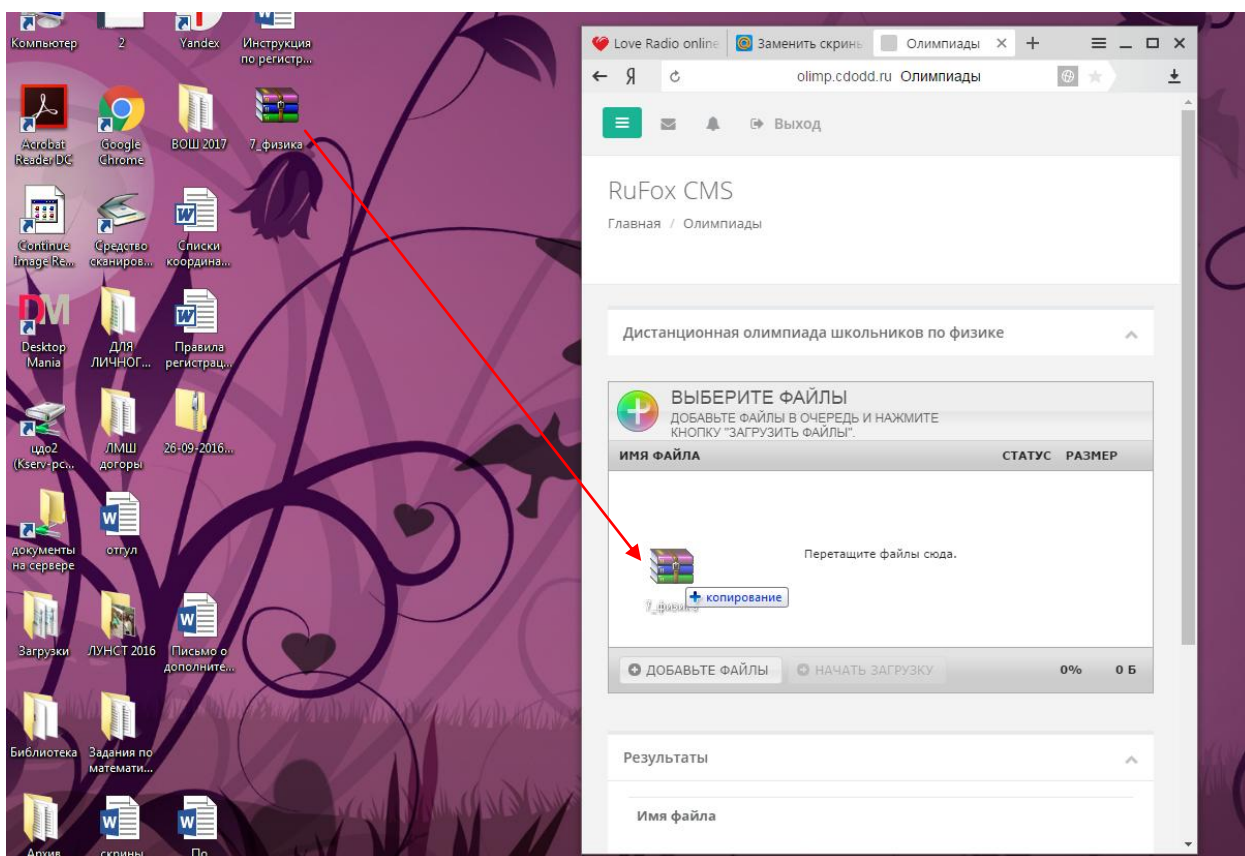 Компьютер
2
Yandex
Инструкция
по регистр...
Acrobat
Reader DC
Google
Chrome
ВОШ 2017
7_физика
Continue
Image Re...
Средство
сканиров...
Списки
координа...
DM
Desktop
Mania
ДЛЯ
ЛИЧНОГ...
Правила
регистрац...
цдо2
(Kserv-pc...
ЛМШ
догоры
26-09-2016...
документы
на сервере
отгул
Загрузки
ЛУНСТ 2016
Письмо о
дополните...
Библиотека
Задания по
математи...
Архив
скрины
По
Love Radio online
Заменить скринь
Олимпиады
Я
olimp.cdodd.ru Олимпиады
Выход
RuFox CMS
Главная / Олимпиады
Дистанционная олимпиада школьников по физике
ВЫБЕРИТЕ ФАЙЛЫ
ДОБАВЬТЕ ФАЙЛЫ В ОЧЕРЕДЬ И НАЖМИТЕ
КНОПКУ "ЗАГРУЗИТЬ ФАЙЛЫ".
ИМЯ ФАЙЛА СТАТУС РАЗМЕР
Перетащите файлы сюда.
копирование
7_физика
ДОБАВЬТЕ ФАЙЛЫ НАЧАТЬ ЗАГРУЗКУ 0% 0 Б
Результаты
Имя файла